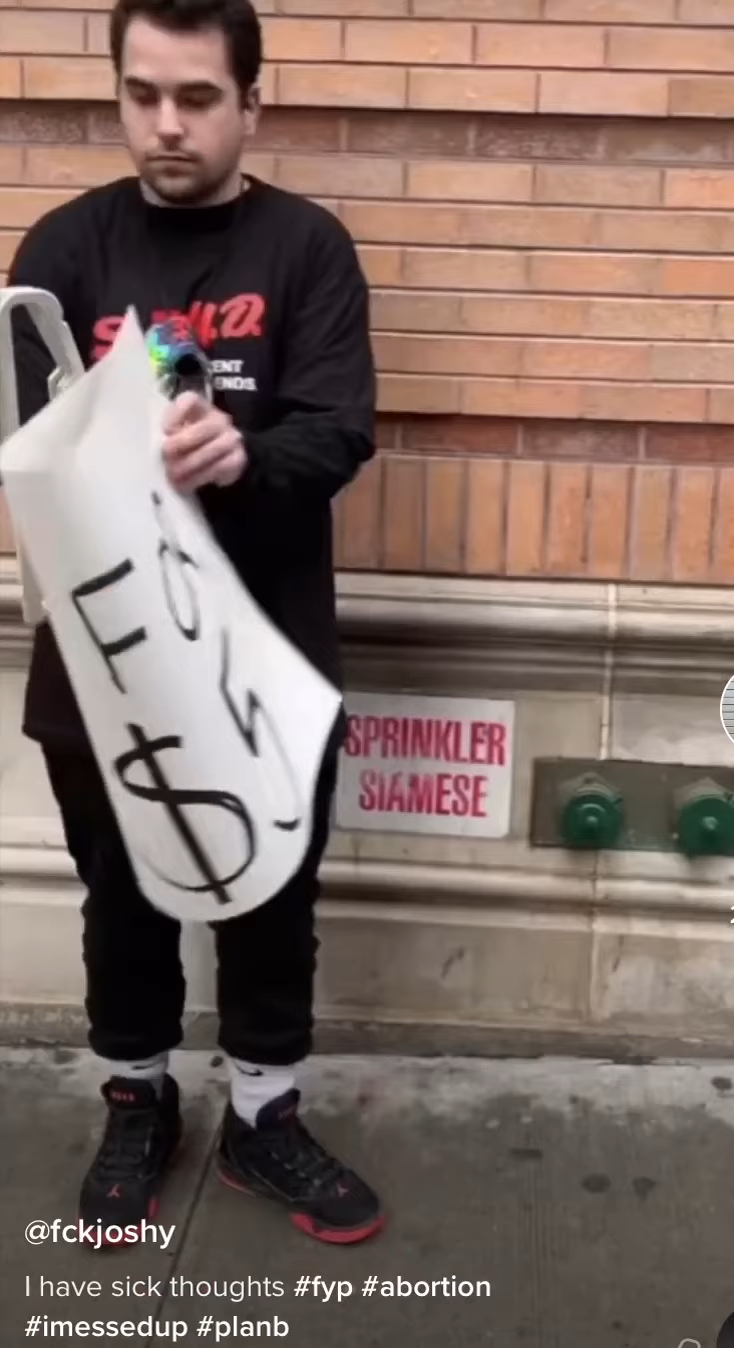 SPRINKLER
SIAMESE
@fckjoshy
I have sick thoughts #fyp #abortion
#imessedup #planb